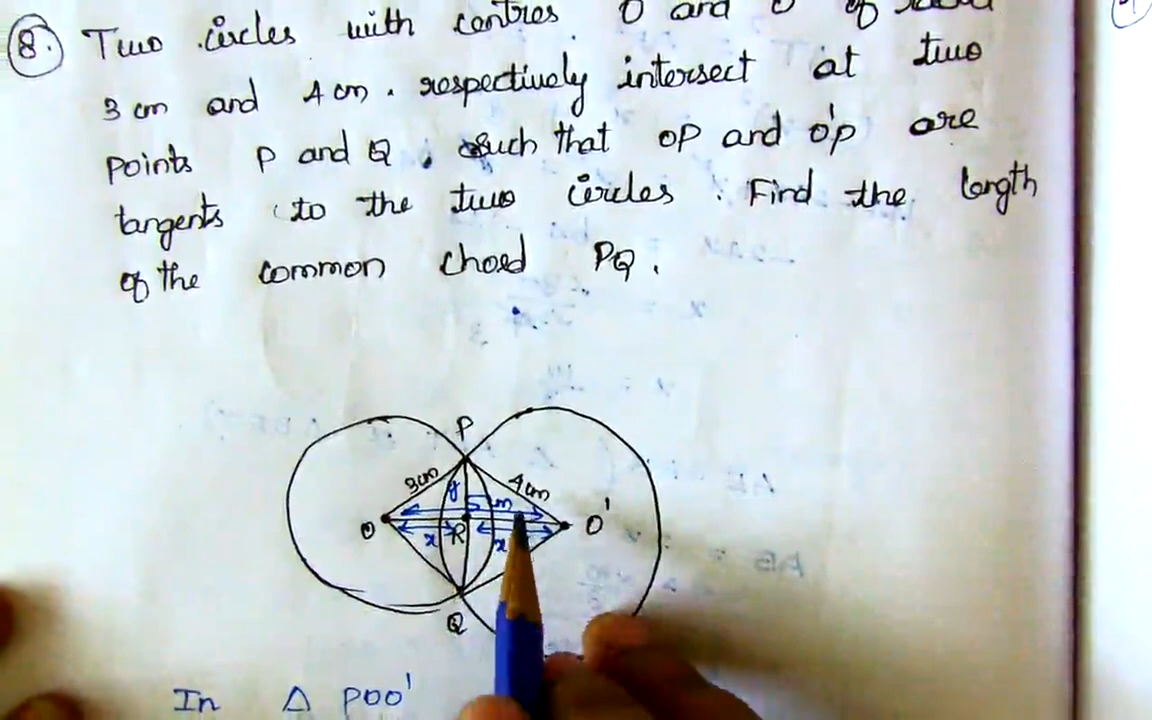 8. Two circles with centres O and O' of
3 cm and 4 cm. respectively intersect at two
points P and Q, such that OP and O'P are
tangents to the two circles. Find the length
of the common chord PQ.
P
3cm
4cm
y
5 cm
O
x
R
x
O'
Q
In Δ POO'